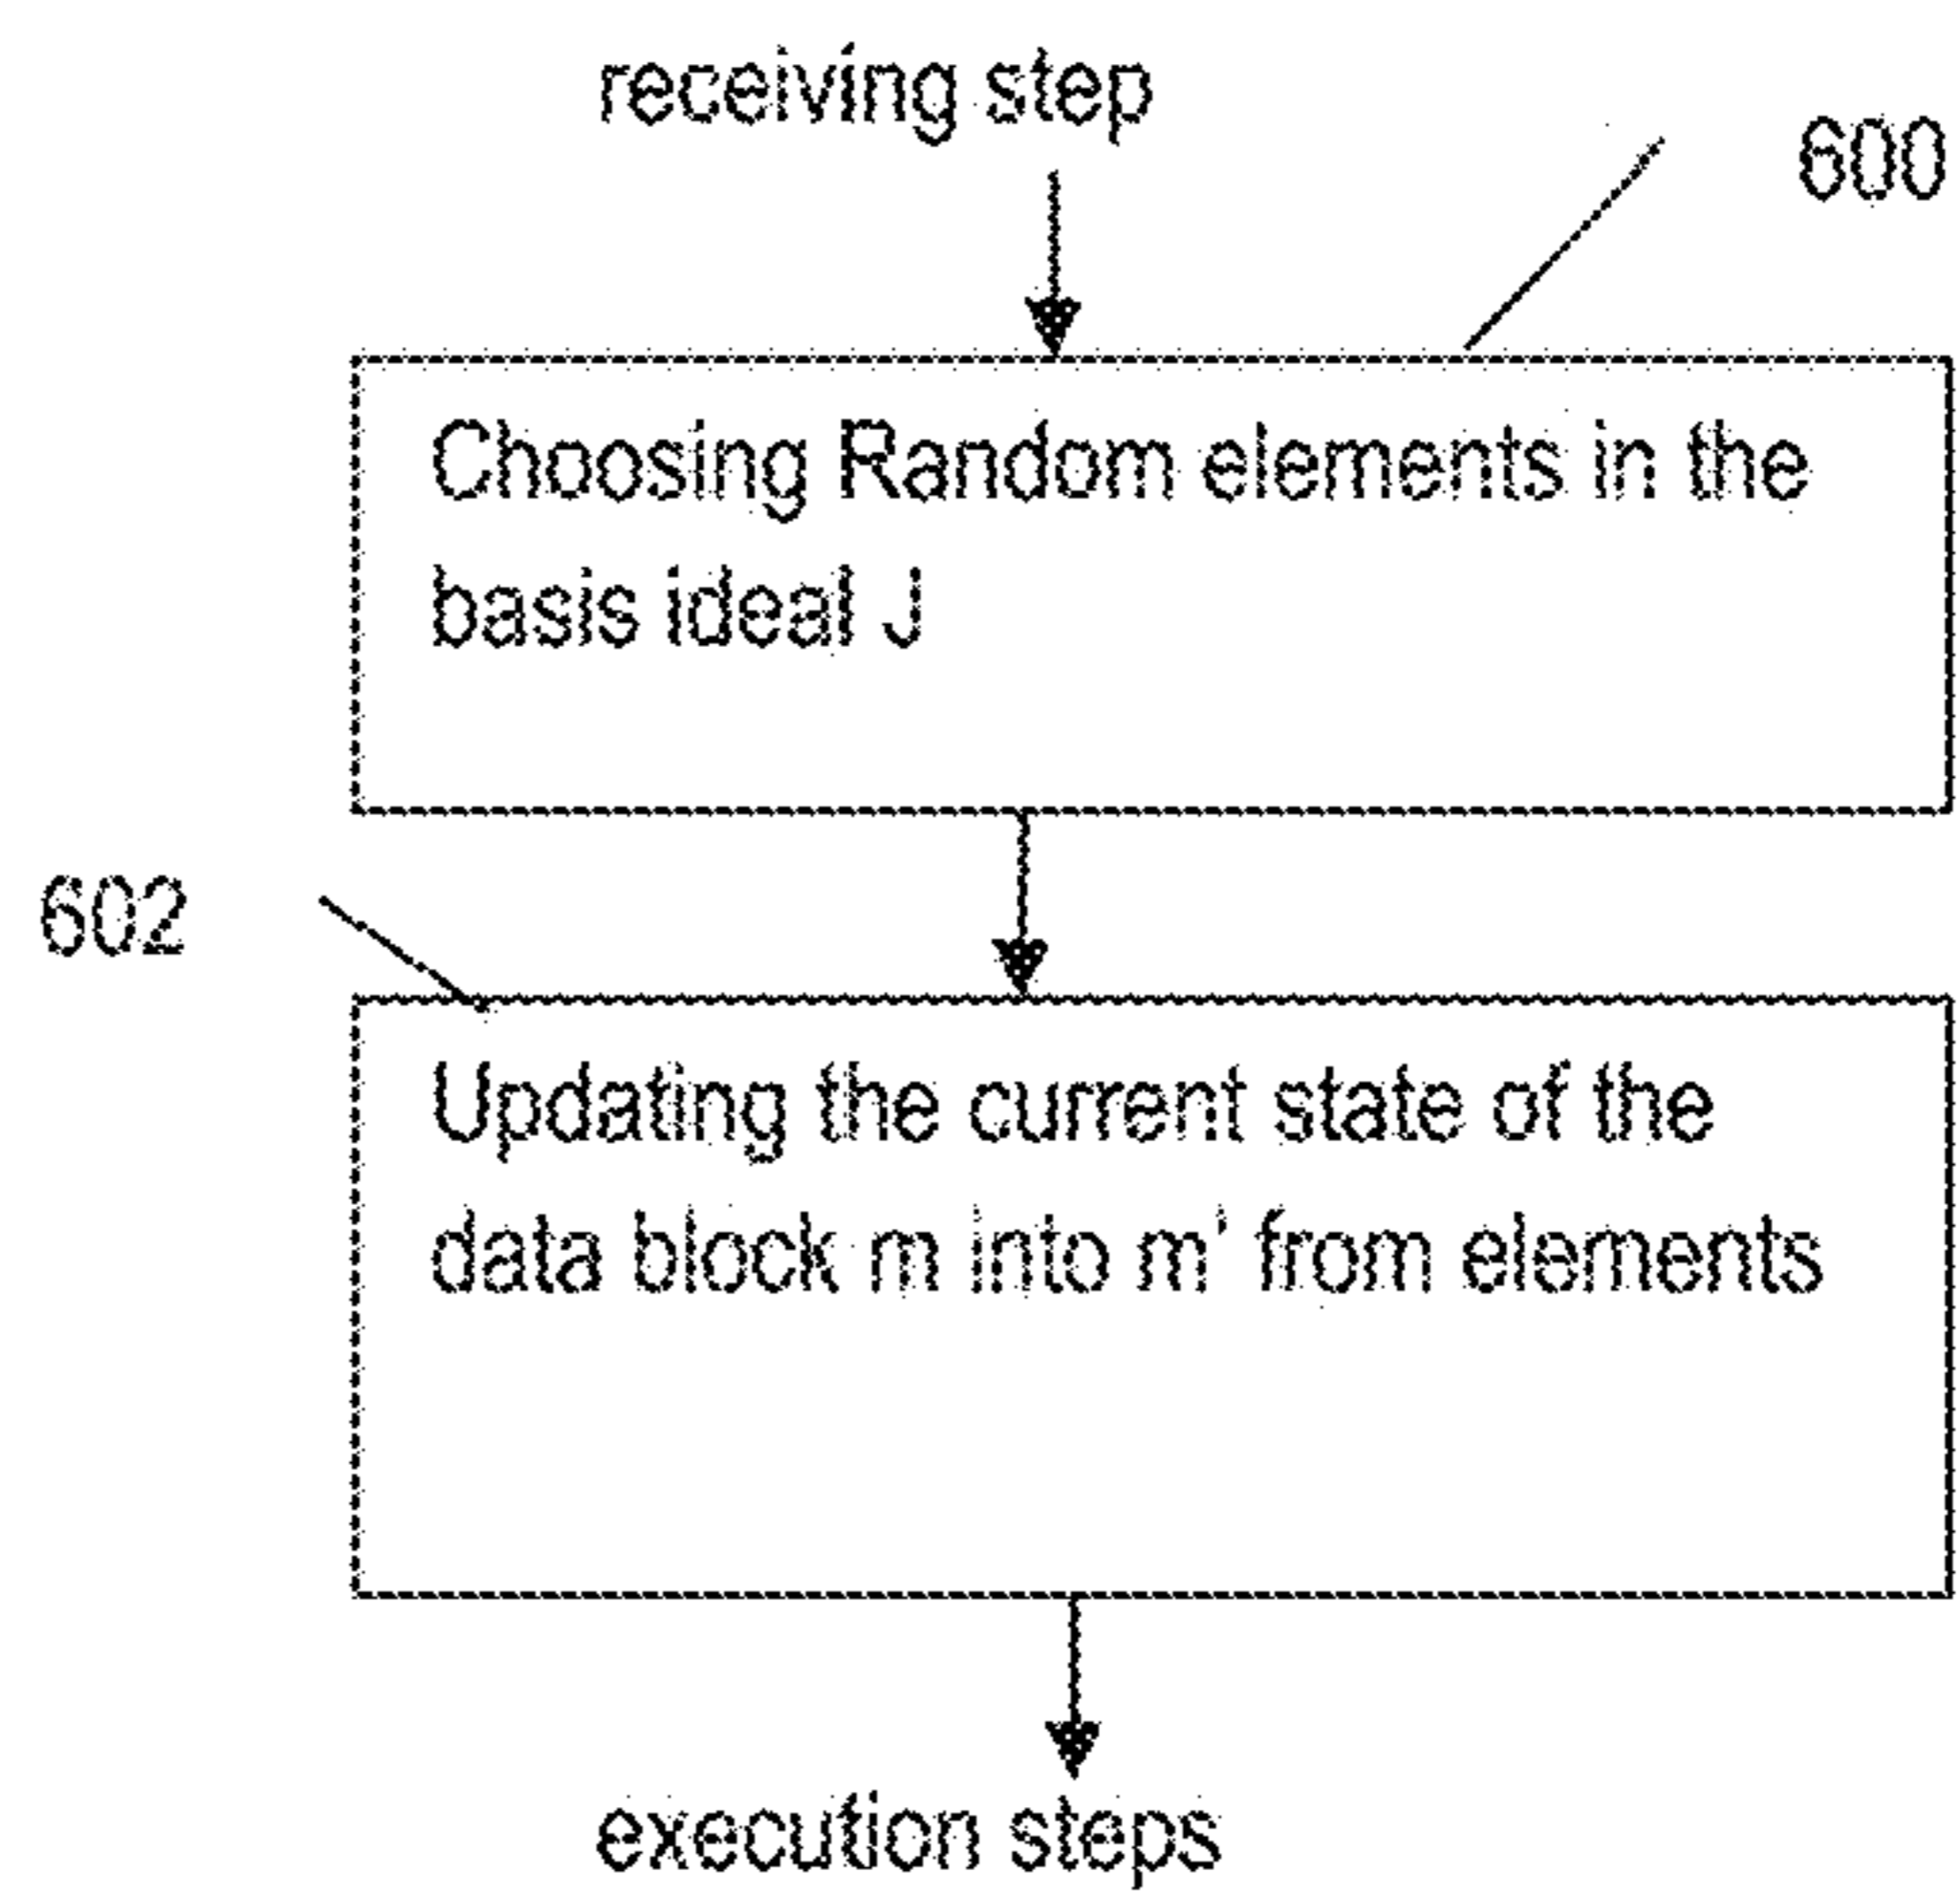 receiving step
600
Choosing Random elements in the
basis ideal J
602
Updating the current state of the
data block m into m' from elements
execution steps